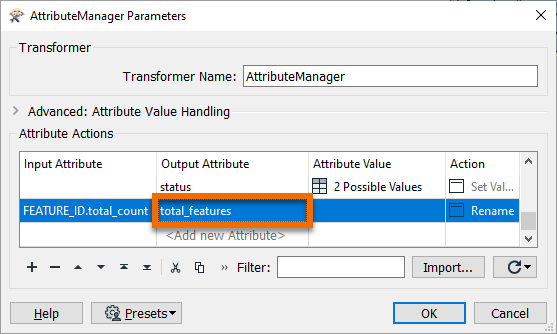 AttributeManager Parameters
Transformer
Transformer Name: AttributeManager
Advanced: Attribute Value Handling
Attribute Actions
Input Attribute Output Attribute Attribute Value Action
status 2 Possible Values Set Val...
FEATURE_ID.total_count total_features Rename
<Add new Attribute>
Filter: Import...
Help Presets OK Cancel